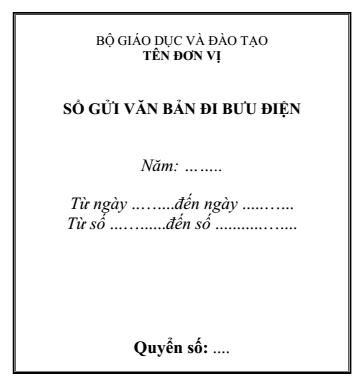 BỘ GIÁO DỤC VÀ ĐÀO TẠO
TÊN ĐƠN VỊ
SỔ GỬI VĂN BẢN ĐI BƯU ĐIỆN
Năm: ……..
Từ ngày ...…....đến ngày .....…...
Từ số ....…......đến số ...........…....
Quyển số: ....